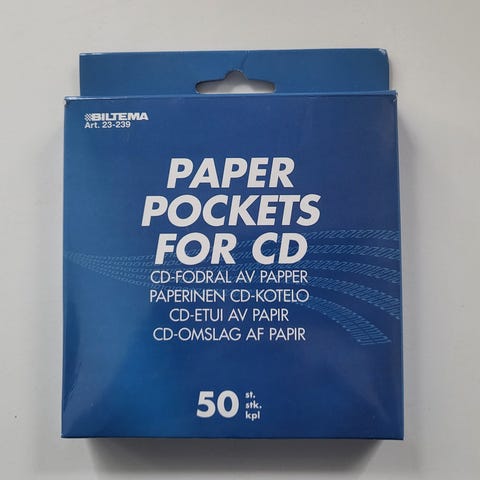 BILTEMA
Art. 23-239
PAPER
POCKETS
FOR CD
CD-FODRAL AV PAPPER
PAPERINEN CD-KOTELO
CD-ETUI AV PAPIR
CD-OMSLAG AF PAPIR
50 st.
stk.
kpl